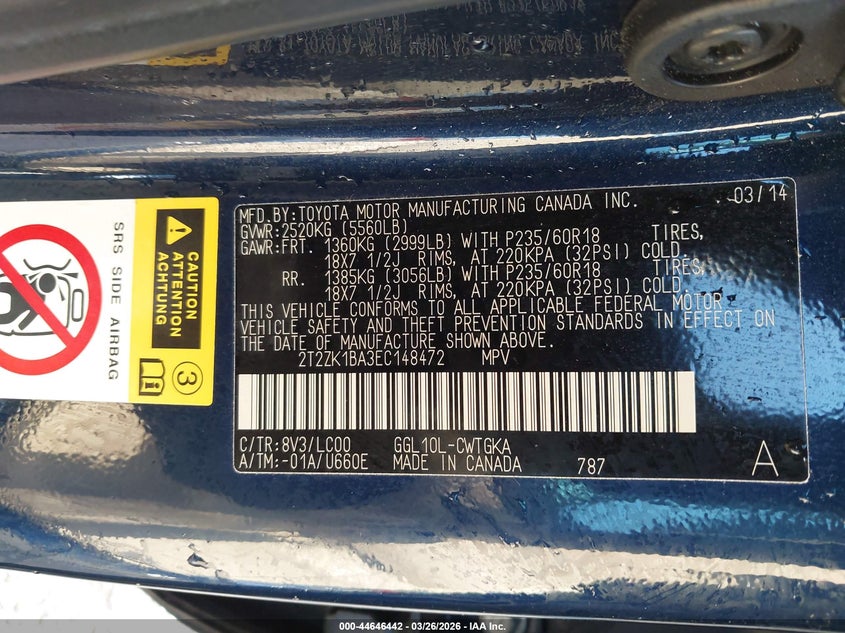 MFD.BY:TOYOTA MOTOR MANUFACTURING CANADA INC. 03/14
GVWR:2520KG (5560LB)
GAWR:FRT. 1360KG (2999LB) WITH P235/60R18 TIRES,
18X7 1/2J RIMS, AT 220KPA (32PSI) COLD.
RR. 1385KG (3056LB) WITH P235/60R18 TIRES,
18X7 1/2J RIMS, AT 220KPA (32PSI) COLD.
THIS VEHICLE CONFORMS TO ALL APPLICABLE FEDERAL MOTOR
VEHICLE SAFETY AND THEFT PREVENTION STANDARDS IN EFFECT ON
THE DATE OF MANUFACTURE SHOWN ABOVE.
2T2ZK1BA3EC148472 MPV
C/TR:8V3/LC00 GGL10L-CWTGKA
A/TM:-01A/U660E MADE IN CANADA 787 A
SRS SIDE AIRBAG
CAUTION
ATTENTION
ACHTUNG
3
000-44646442 - 03/26/2026 - IAA Inc.